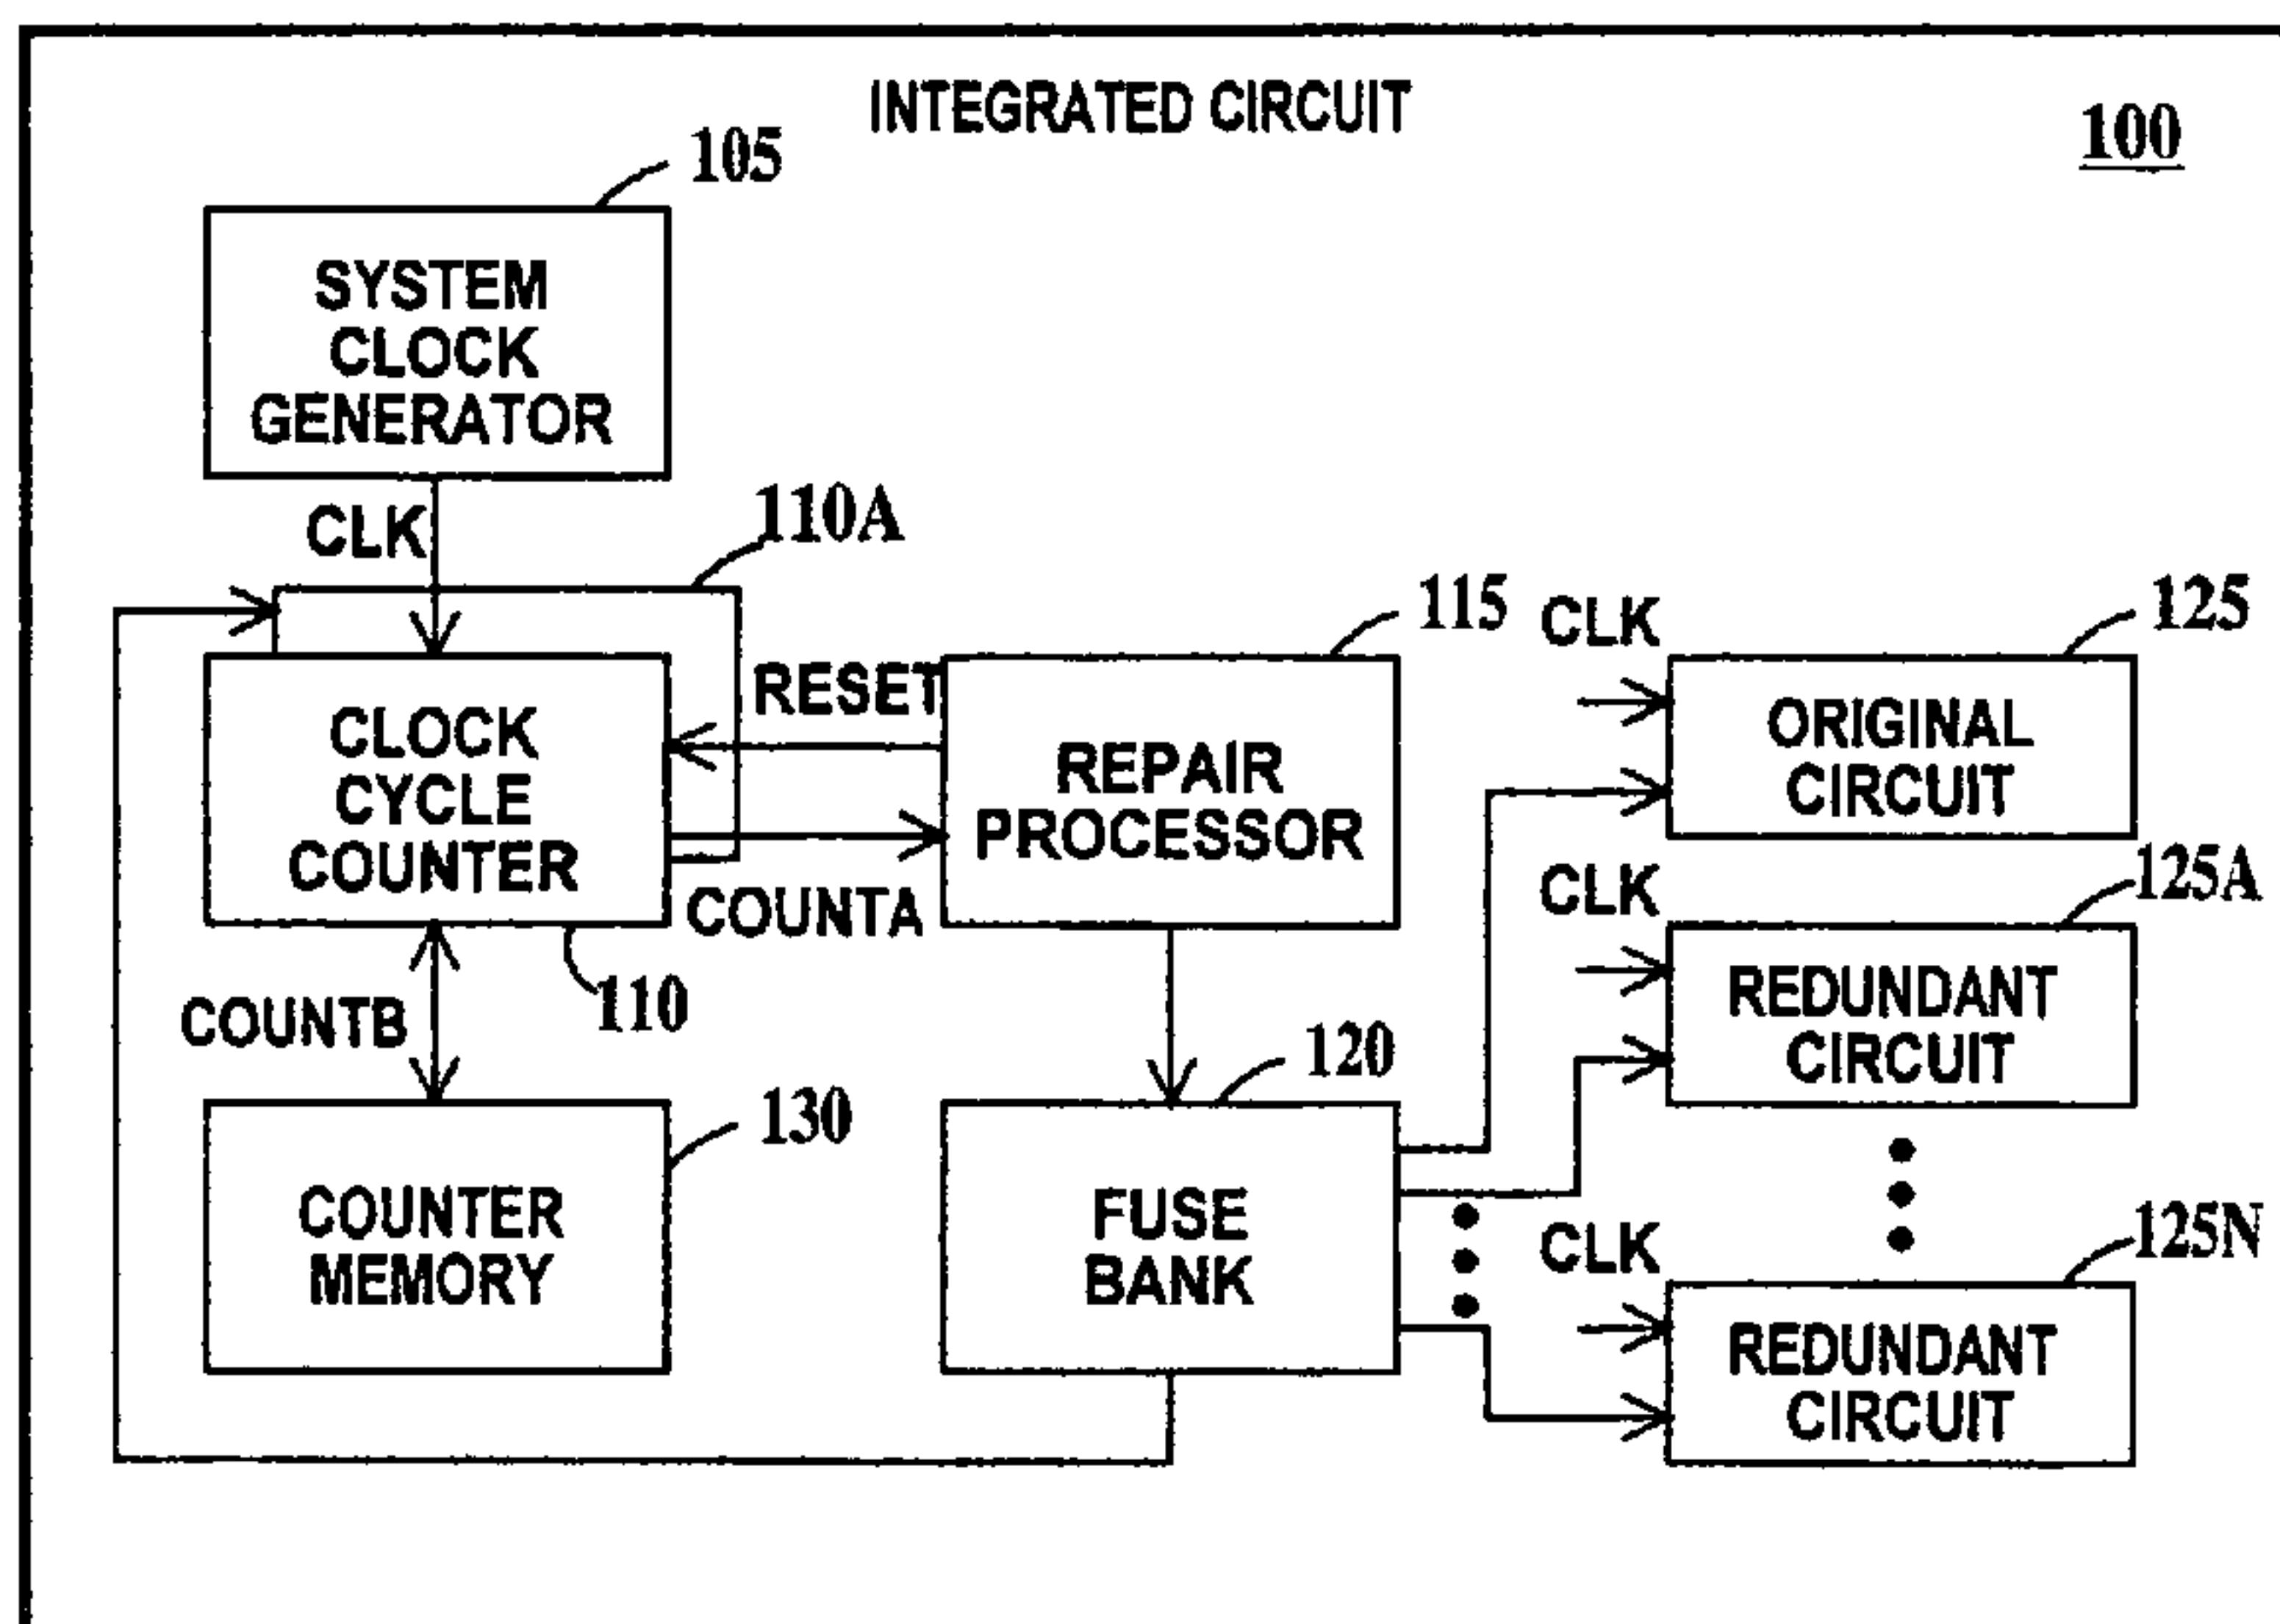 INTEGRATED CIRCUIT
100
105
SYSTEM
CLOCK
GENERATOR
CLK
110A
CLOCK
CYCLE
COUNTER
110
RESET
COUNTA
115
REPAIR
PROCESSOR
CLK
125
ORIGINAL
CIRCUIT
CLK
125A
REDUNDANT
CIRCUIT
COUNTB
130
COUNTER
MEMORY
120
FUSE
BANK
CLK
125N
REDUNDANT
CIRCUIT